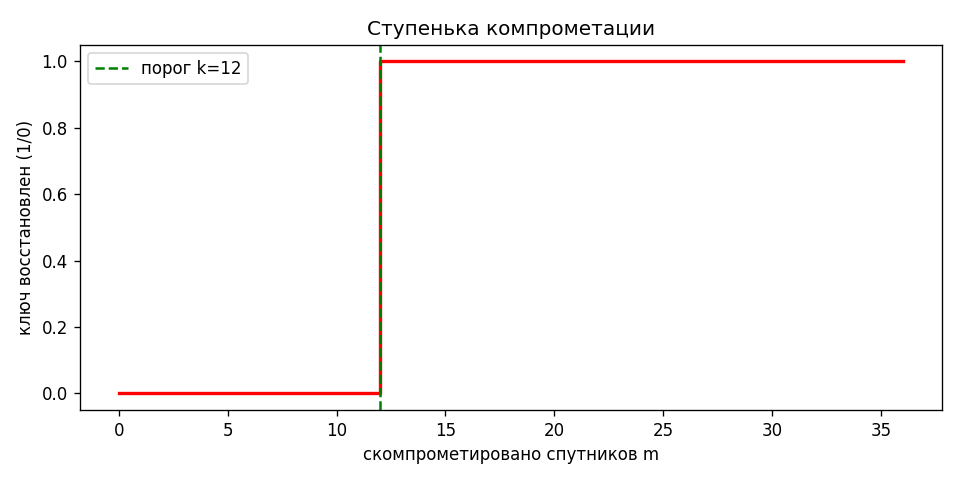 Ступенька компрометации
порог k=12
ключ восстановлен (1/0)
1.0
0.8
0.6
0.4
0.2
0.0
0 5 10 15 20 25 30 35
скомпрометировано спутников m